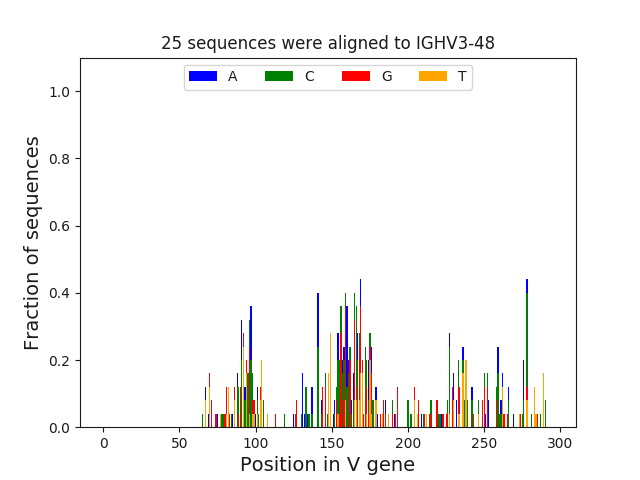 25 sequences were aligned to IGHV3-48
A C G T
1.0
0.8
0.6
0.4
0.2
0.0
Fraction of sequences
0 50 100 150 200 250 300
Position in V gene